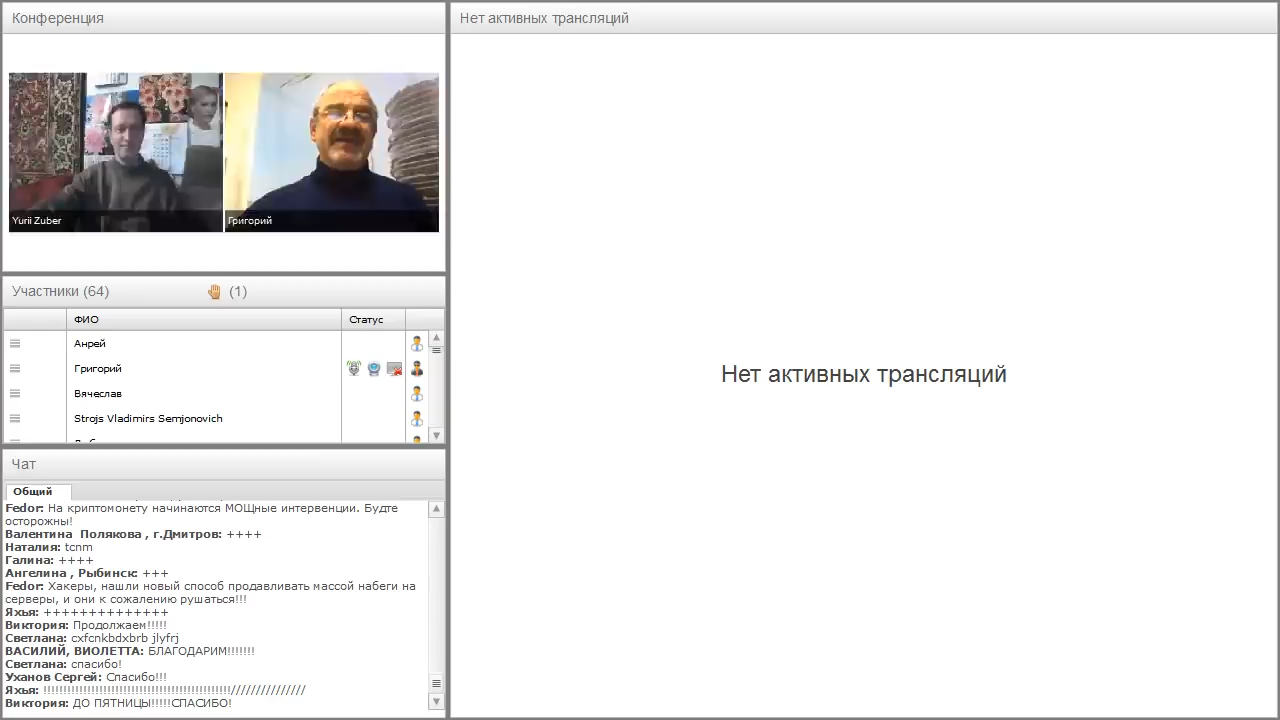 Конференция
Нет активных трансляций
Yurii Zuber
Григорий
Участники (64)
(1)
ФИО
Статус
Анрей
Григорий
Вячеслав
Strojs Vladimirs Semjonovich
Чат
Общий
Fedor: На криптомонету начинаются МОЩные интервенции. Будте
осторожны!
Валентина Полякова , г.Дмитров: ++++
Наталия: tcnm
Галина: ++++
Ангелина , Рыбинск: +++
Fedor: Хакеры, нашли новый способ продавливать массой набеги на
серверы, и они к сожалению рушаться!!!
Яхья: ++++++++++++++
Виктория: Продолжаем!!!!!
Светлана: cxfcnkbdxbrb jlyfrj
ВАСИЛИЙ, ВИОЛЕТТА: БЛАГОДАРИМ!!!!!!!
Светлана: спасибо!
Уханов Сергей: Спасибо!!!
Яхья: !!!!!!!!!!!!!!!!!!!!!!!!!!!!!!!!!!!!!!!!!!!!!!!///////////////
Виктория: ДО ПЯТНИЦЫ!!!!!СПАСИБО!
Нет активных трансляций